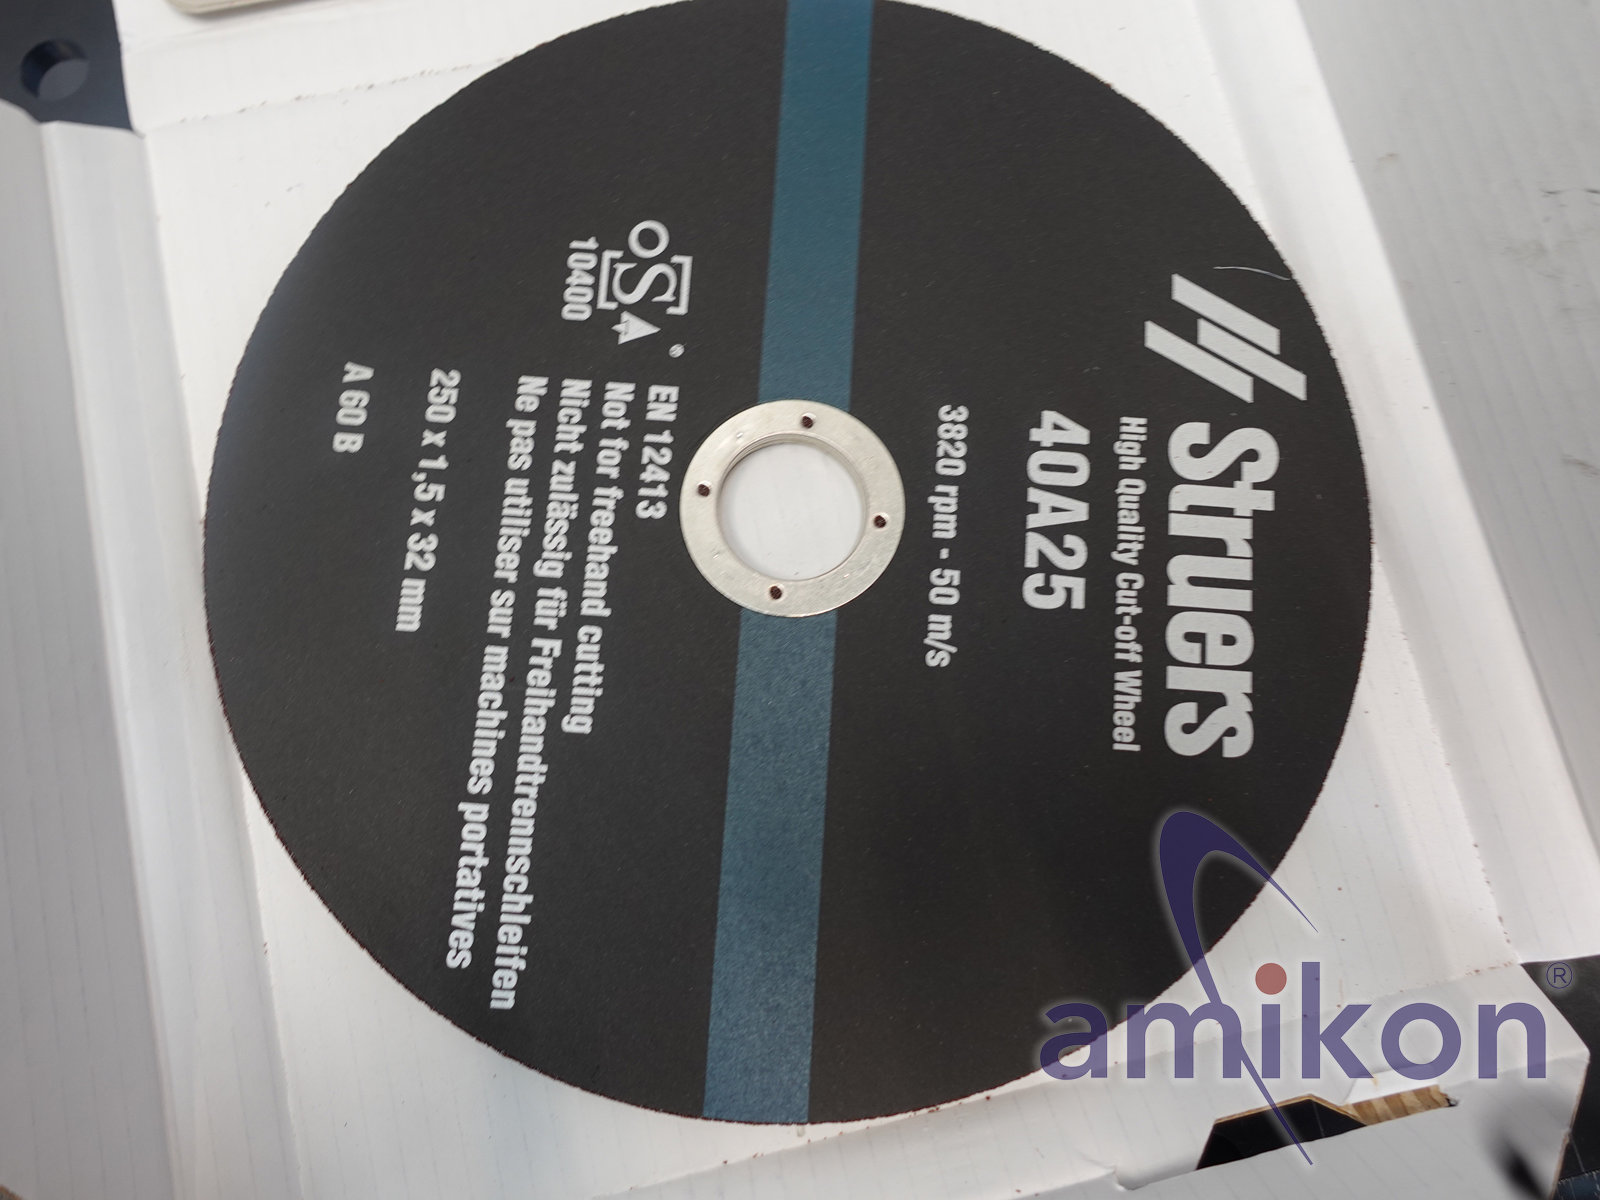 Struers
High Quality Cut-off Wheel
40A25
3820 rpm - 50 m/s
oSA®
10400
EN 12413
Not for freehand cutting
Nicht zulässig für Freihandtrennschleifen
Ne pas utiliser sur machines portatives
250 x 1,5 x 32 mm
A 60 B
amikon®